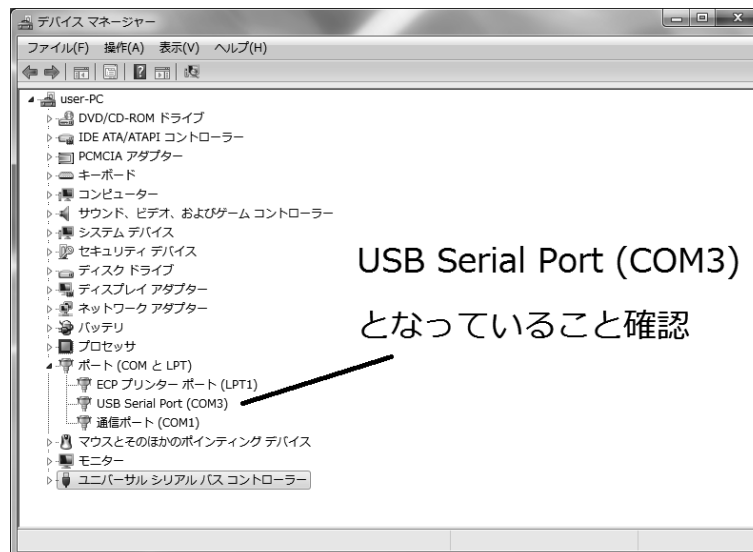 デバイス マネージャー
ファイル(F) 操作(A) 表示(V) ヘルプ(H)
user-PC
DVD/CD-ROM ドライブ
IDE ATA/ATAPI コントローラー
PCMCIA アダプター
キーボード
コンピューター
サウンド、ビデオ、およびゲーム コントローラー
システム デバイス
セキュリティ デバイス
ディスク ドライブ
ディスプレイ アダプター
ネットワーク アダプター
バッテリ
プロセッサ
ポート (COM と LPT)
ECP プリンター ポート (LPT1)
USB Serial Port (COM3)
通信ポート (COM1)
マウスとそのほかのポインティング デバイス
モニター
ユニバーサル シリアル バス コントローラー
USB Serial Port (COM3)
となっていること確認